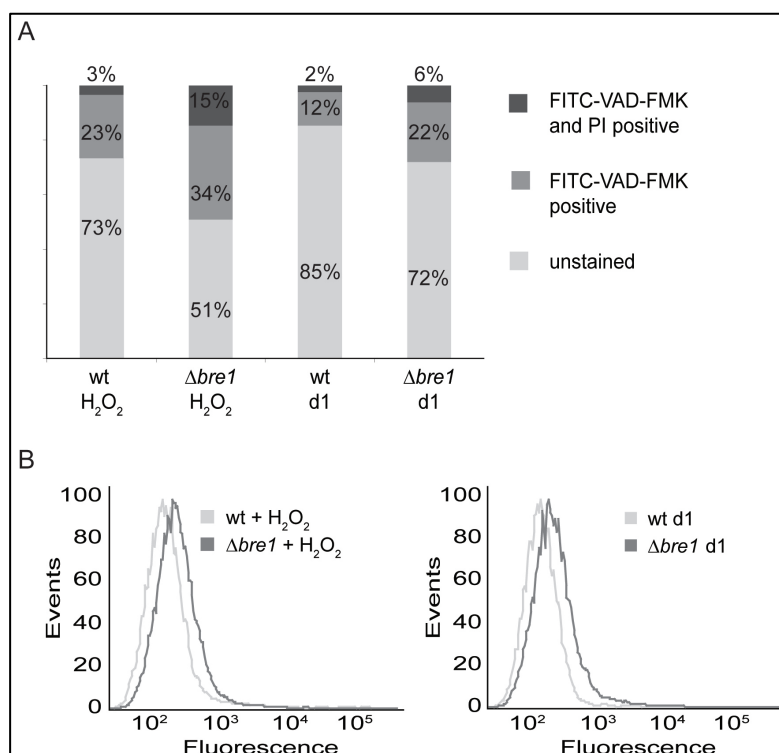 A
3%
15%
2%
6%
23%
34%
12%
22%
73%
51%
85%
72%
FITC-VAD-FMK
and PI positive
FITC-VAD-FMK
positive
unstained
wt
H₂O₂
Δbre1
H₂O₂
wt
d1
Δbre1
d1
B
100
80
60
40
20
0
Events
wt + H₂O₂
Δbre1 + H₂O₂
10² 10³ 10⁴ 10⁵
Fluorescence
100
80
60
40
20
0
Events
wt d1
Δbre1 d1
10² 10³ 10⁴ 10⁵
Fluorescence